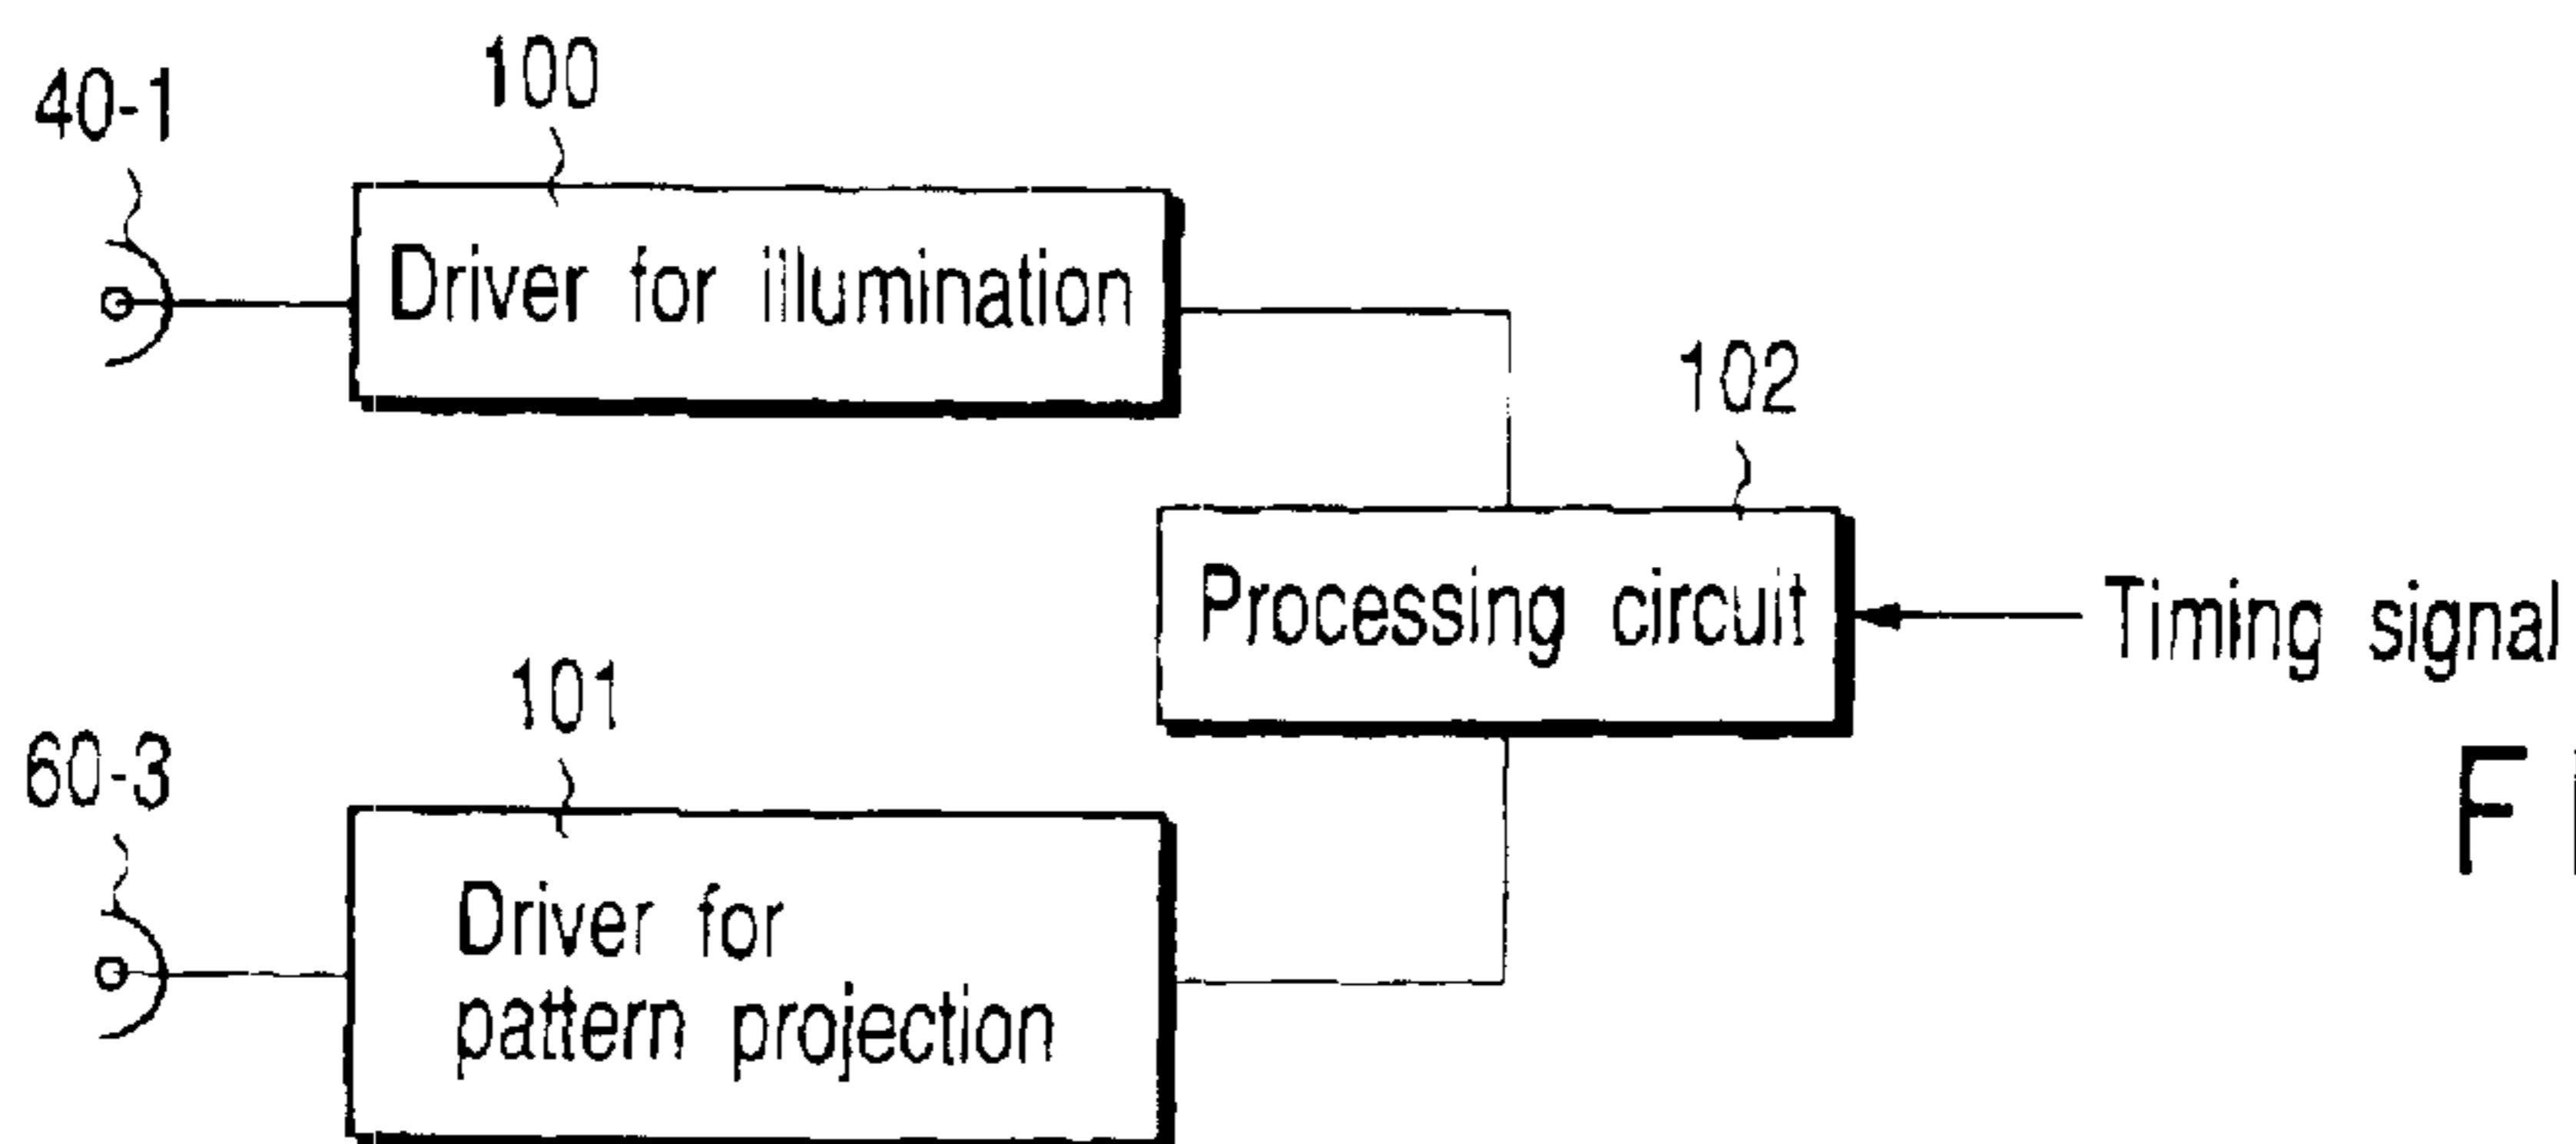 100
40-1
Driver for illumination
102
Processing circuit
Timing signal
101
60-3
Driver for
pattern projection